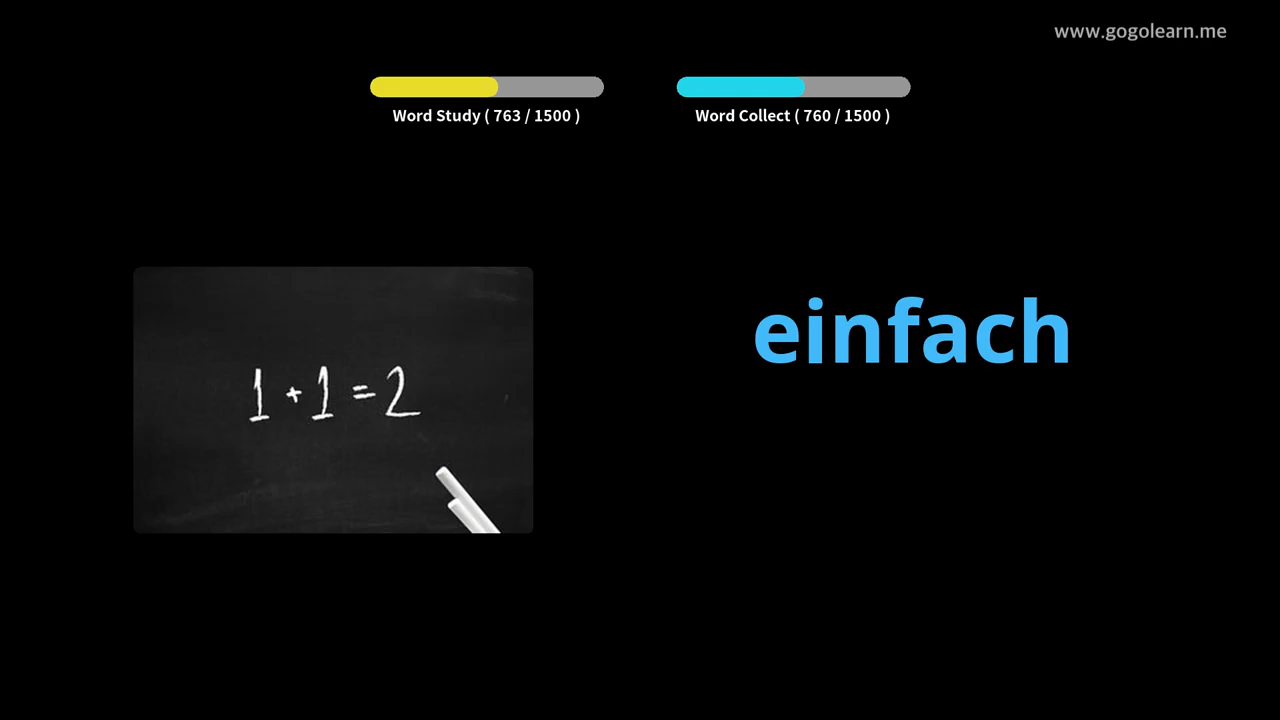 www.gogolearn.me
Word Study ( 763 / 1500 )
Word Collect ( 760 / 1500 )
einfach
1 + 1 = 2